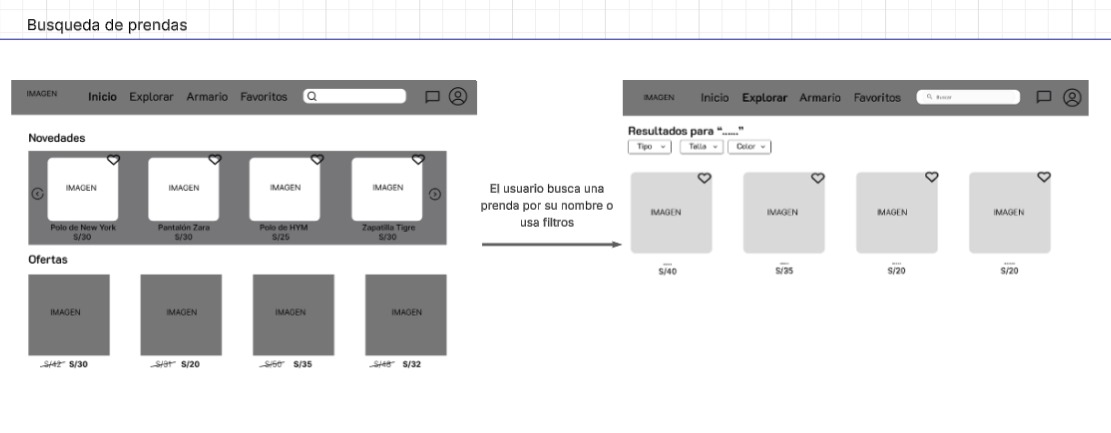 Busqueda de prendas
IMAGEN Inicio Explorar Armario Favoritos
Novedades
IMAGEN IMAGEN IMAGEN IMAGEN
Polo de New York Pantalón Zara Polo de HYM Zapatilla Tigre
S/30 S/30 S/25 S/30
Ofertas
IMAGEN IMAGEN IMAGEN IMAGEN
S/42 S/30 S/31 S/20 S/50 S/35 S/48 S/32
El usuario busca una
prenda por su nombre o
usa filtros
IMAGEN Inicio Explorar Armario Favoritos Buscar
Resultados para “......”
Tipo Talla Color
IMAGEN IMAGEN IMAGEN IMAGEN
.... .... .... ....
S/40 S/35 S/20 S/20